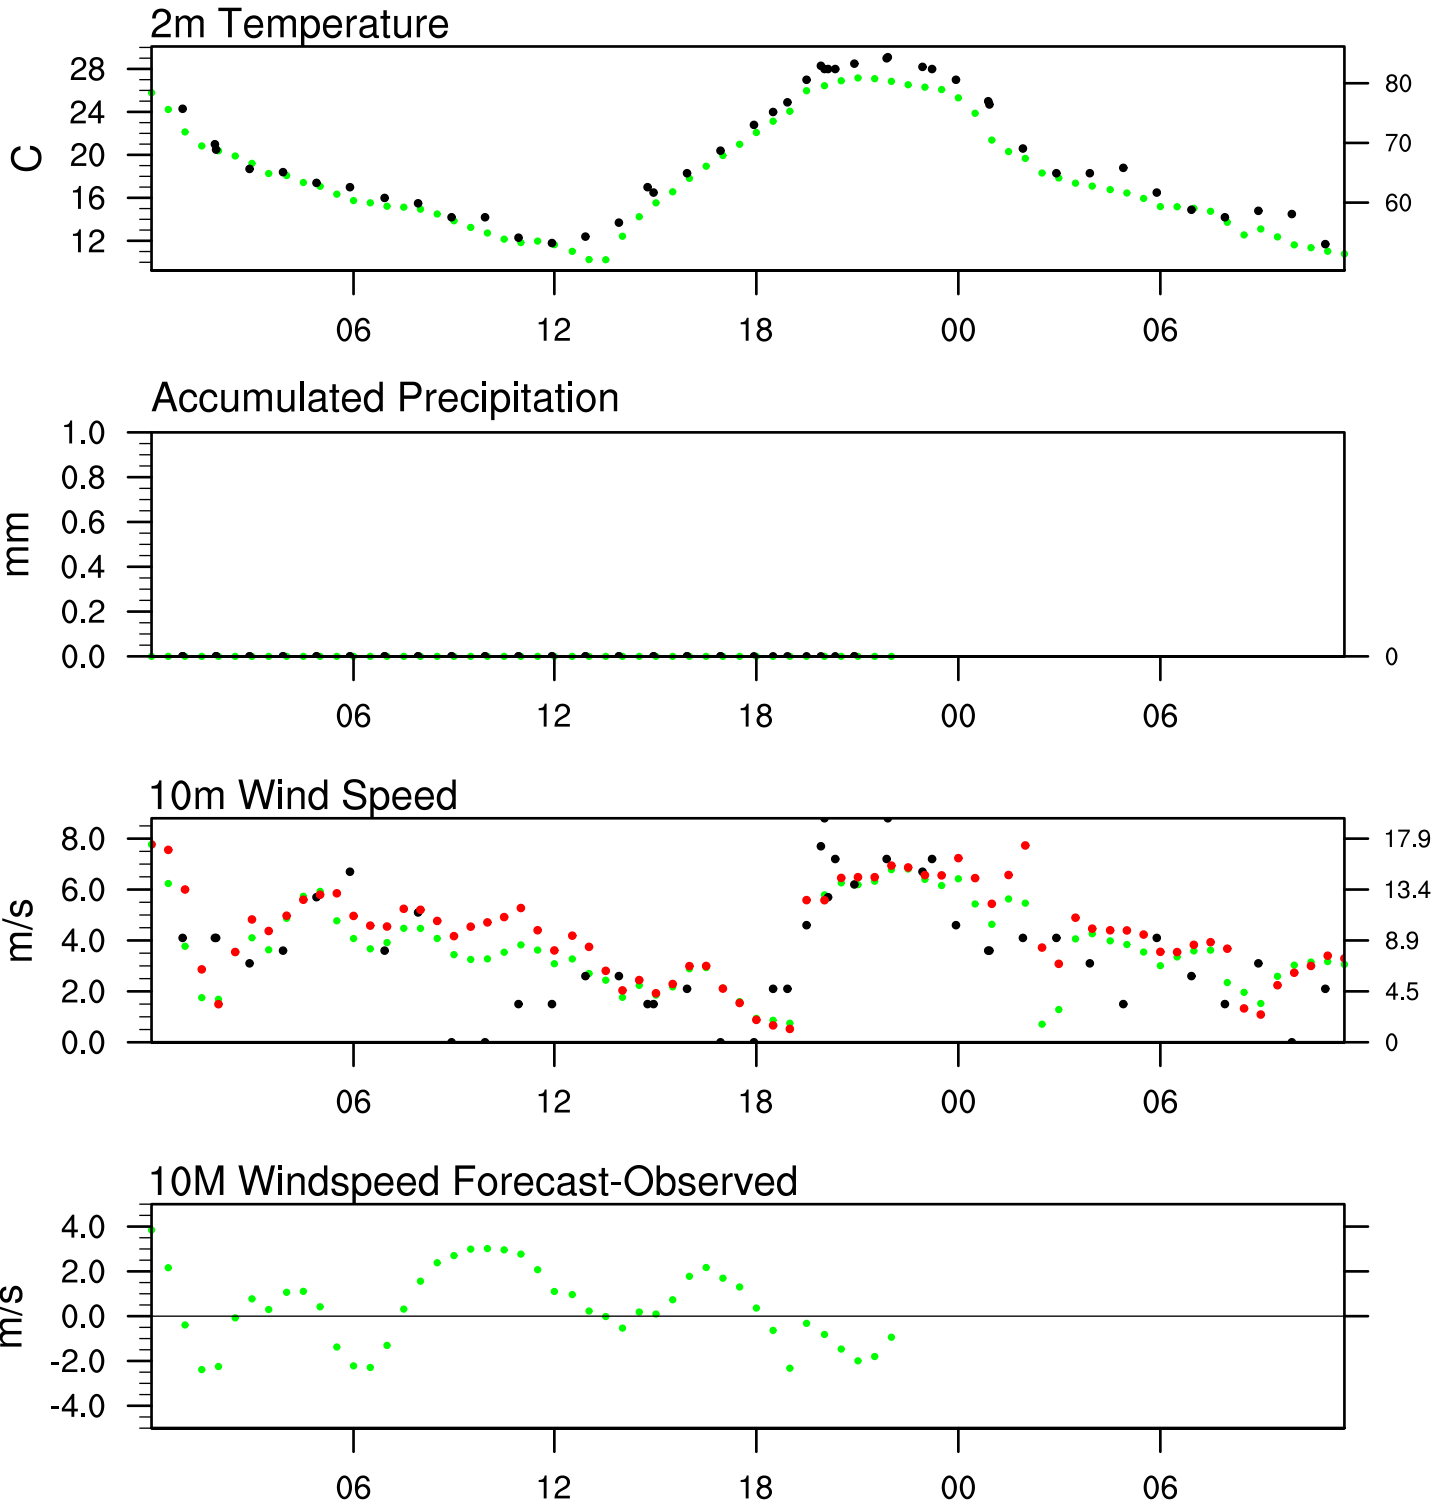 2m Temperature
28
24
20
16
12
C
80
70
60
06 12 18 00 06
Accumulated Precipitation
1.0
0.8
0.6
0.4
0.2
0.0
mm
0
06 12 18 00 06
10m Wind Speed
8.0
6.0
4.0
2.0
0.0
m/s
17.9
13.4
8.9
4.5
0
06 12 18 00 06
10M Windspeed Forecast-Observed
4.0
2.0
0.0
-2.0
-4.0
m/s
06 12 18 00 06